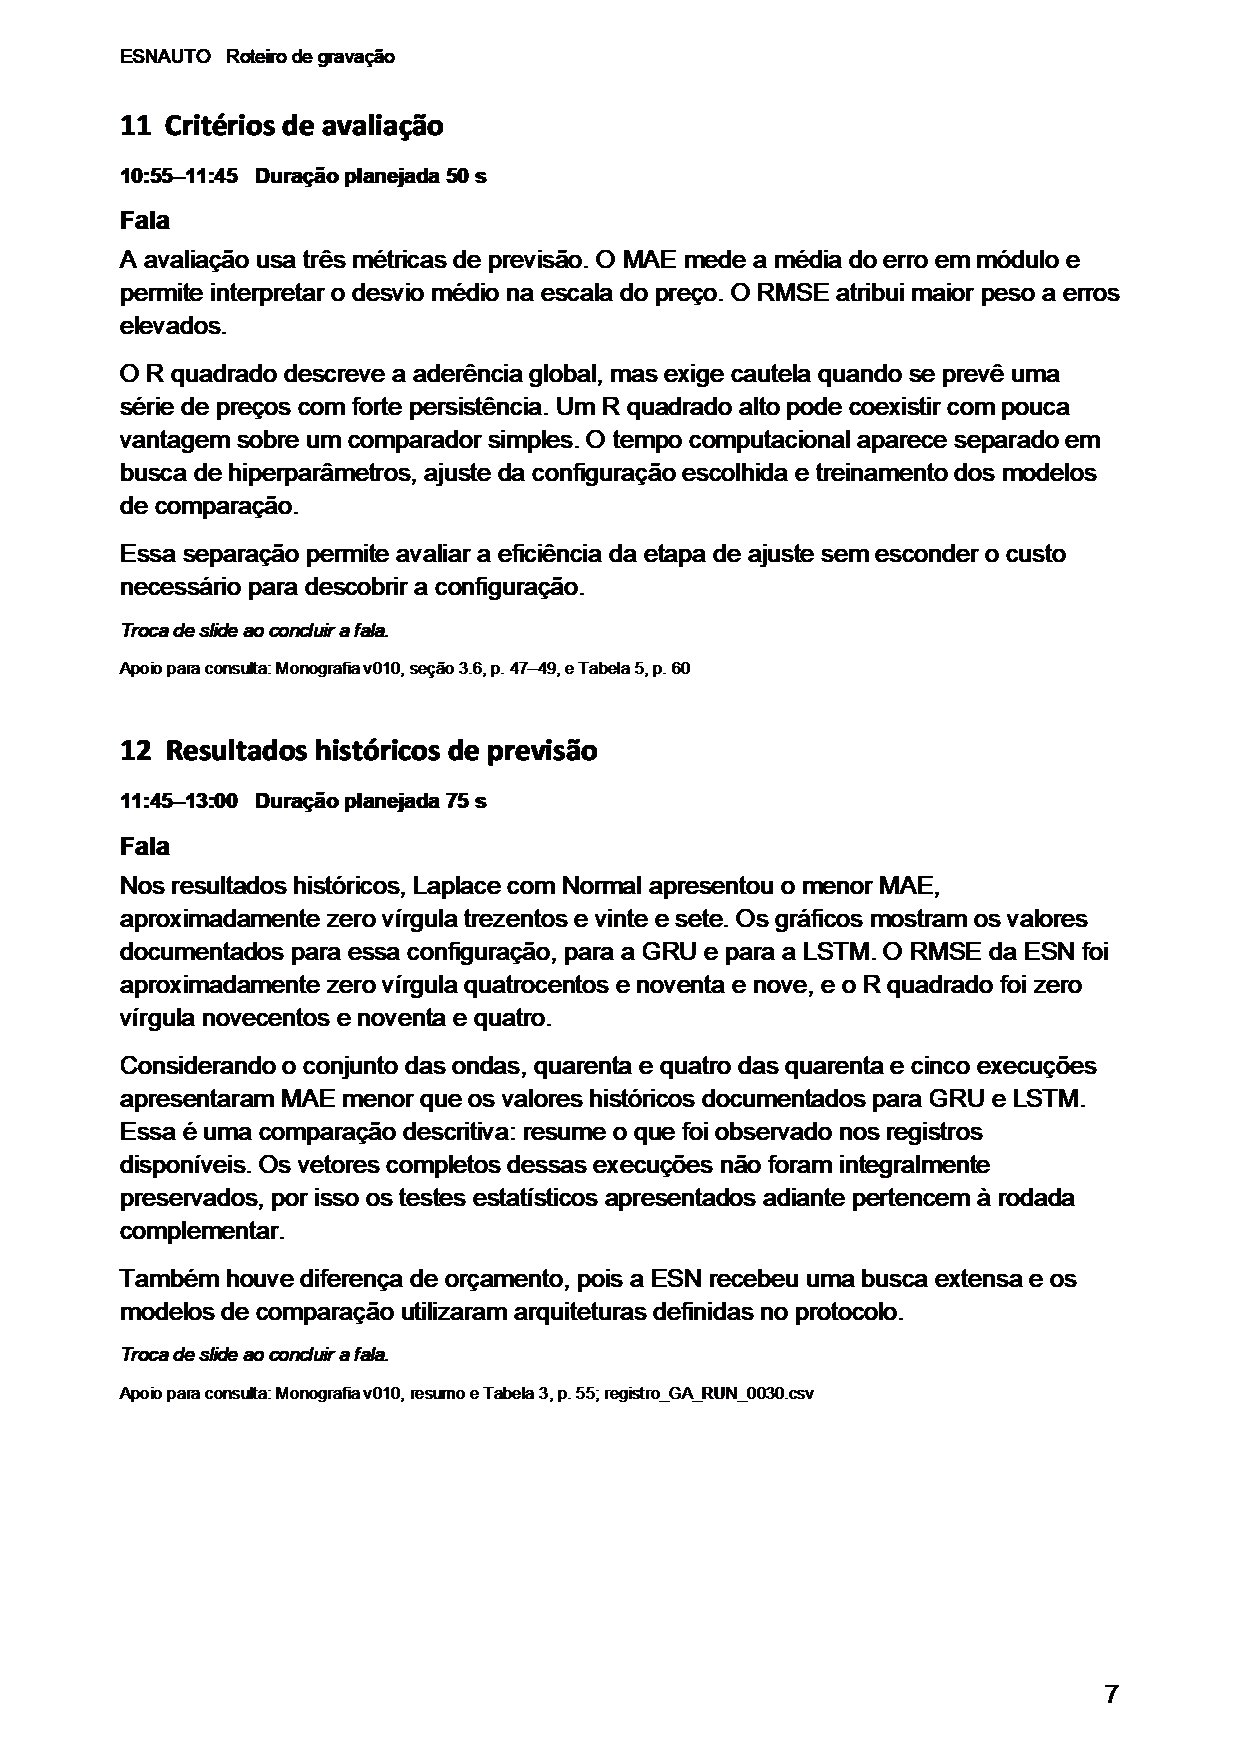 ESNAUTO Roteiro de gravação
11 Critérios de avaliação
10:55–11:45 Duração planejada 50 s
Fala
A avaliação usa três métricas de previsão. O MAE mede a média do erro em módulo e
permite interpretar o desvio médio na escala do preço. O RMSE atribui maior peso a erros
elevados.
O R quadrado descreve a aderência global, mas exige cautela quando se prevê uma
série de preços com forte persistência. Um R quadrado alto pode coexistir com pouca
vantagem sobre um comparador simples. O tempo computacional aparece separado em
busca de hiperparâmetros, ajuste da configuração escolhida e treinamento dos modelos
de comparação.
Essa separação permite avaliar a eficiência da etapa de ajuste sem esconder o custo
necessário para descobrir a configuração.
Troca de slide ao concluir a fala.
Apoio para consulta: Monografia v010, seção 3.6, p. 47–49, e Tabela 5, p. 60
12 Resultados históricos de previsão
11:45–13:00 Duração planejada 75 s
Fala
Nos resultados históricos, Laplace com Normal apresentou o menor MAE,
aproximadamente zero vírgula trezentos e vinte e sete. Os gráficos mostram os valores
documentados para essa configuração, para a GRU e para a LSTM. O RMSE da ESN foi
aproximadamente zero vírgula quatrocentos e noventa e nove, e o R quadrado foi zero
vírgula novecentos e noventa e quatro.
Considerando o conjunto das ondas, quarenta e quatro das quarenta e cinco execuções
apresentaram MAE menor que os valores históricos documentados para GRU e LSTM.
Essa é uma comparação descritiva: resume o que foi observado nos registros
disponíveis. Os vetores completos dessas execuções não foram integralmente
preservados, por isso os testes estatísticos apresentados adiante pertencem à rodada
complementar.
Também houve diferença de orçamento, pois a ESN recebeu uma busca extensa e os
modelos de comparação utilizaram arquiteturas definidas no protocolo.
Troca de slide ao concluir a fala.
Apoio para consulta: Monografia v010, resumo e Tabela 3, p. 55; registro_GA_RUN_0030.csv
7